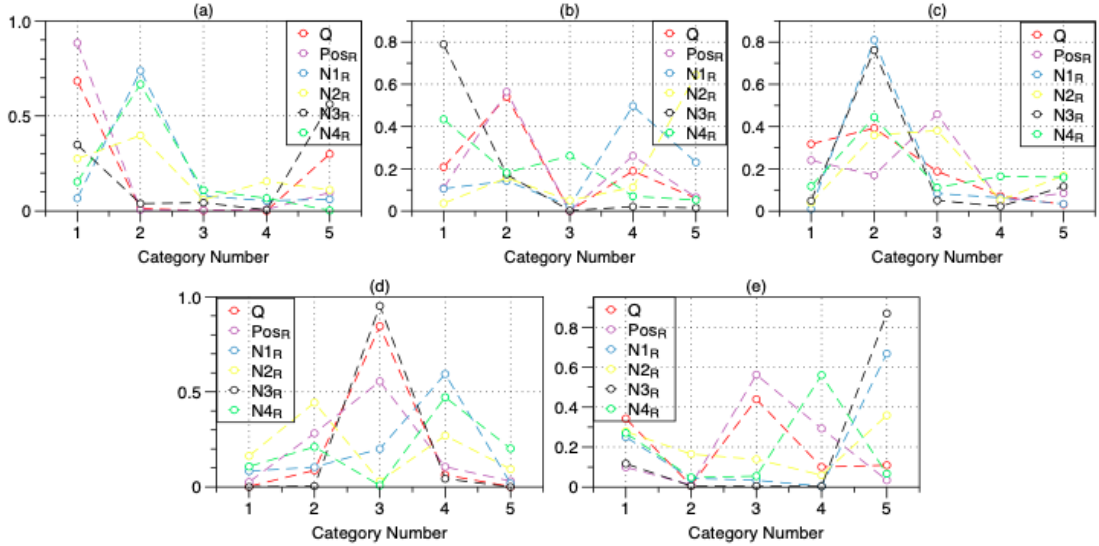 (a)
1.0
0.5
0
1 2 3 4 5
Category Number
Q
PosR
N1R
N2R
N3R
N4R
(b)
0.8
0.6
0.4
0.2
0
1 2 3 4 5
Category Number
Q
PosR
N1R
N2R
N3R
N4R
(c)
0.8
0.6
0.4
0.2
0
1 2 3 4 5
Category Number
Q
PosR
N1R
N2R
N3R
N4R
(d)
1.0
0.5
0
1 2 3 4 5
Category Number
Q
PosR
N1R
N2R
N3R
N4R
(e)
0.8
0.6
0.4
0.2
0
1 2 3 4 5
Category Number
Q
PosR
N1R
N2R
N3R
N4R